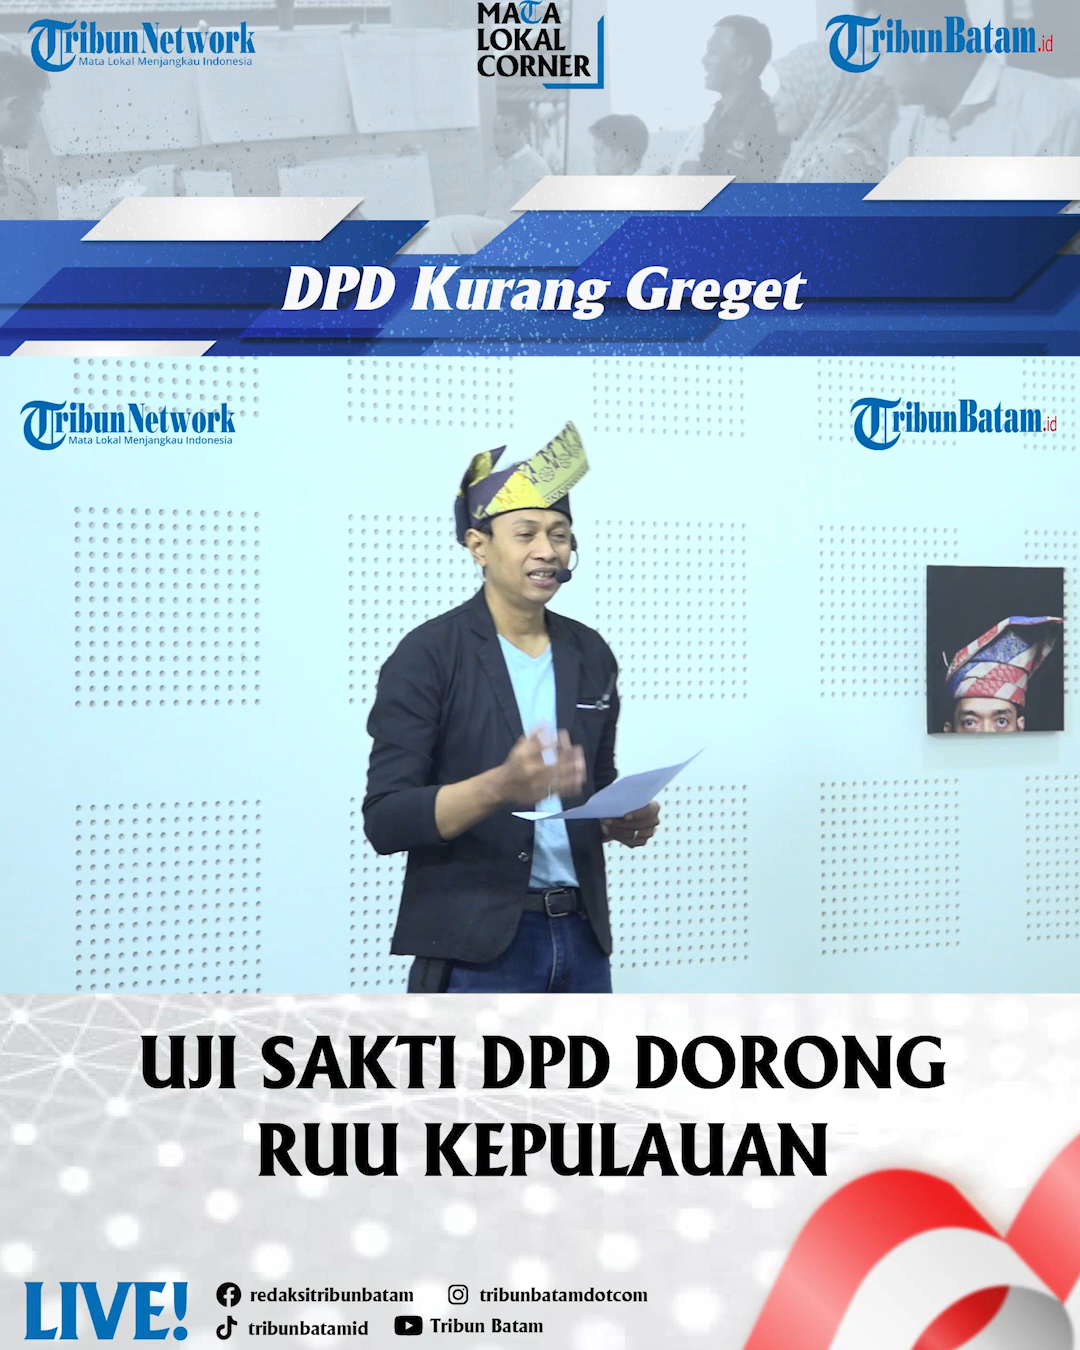 TribunNetwork
Mata Lokal Menjangkau Indonesia
MATA
LOKAL
CORNER
TribunBatam.id
DPD Kurang Greget
TribunNetwork
Mata Lokal Menjangkau Indonesia
TribunBatam.id
UJI SAKTI DPD DORONG
RUU KEPULAUAN
LIVE!
redaksitribunbatam
tribunbatamdotcom
tribunbatamid
Tribun Batam